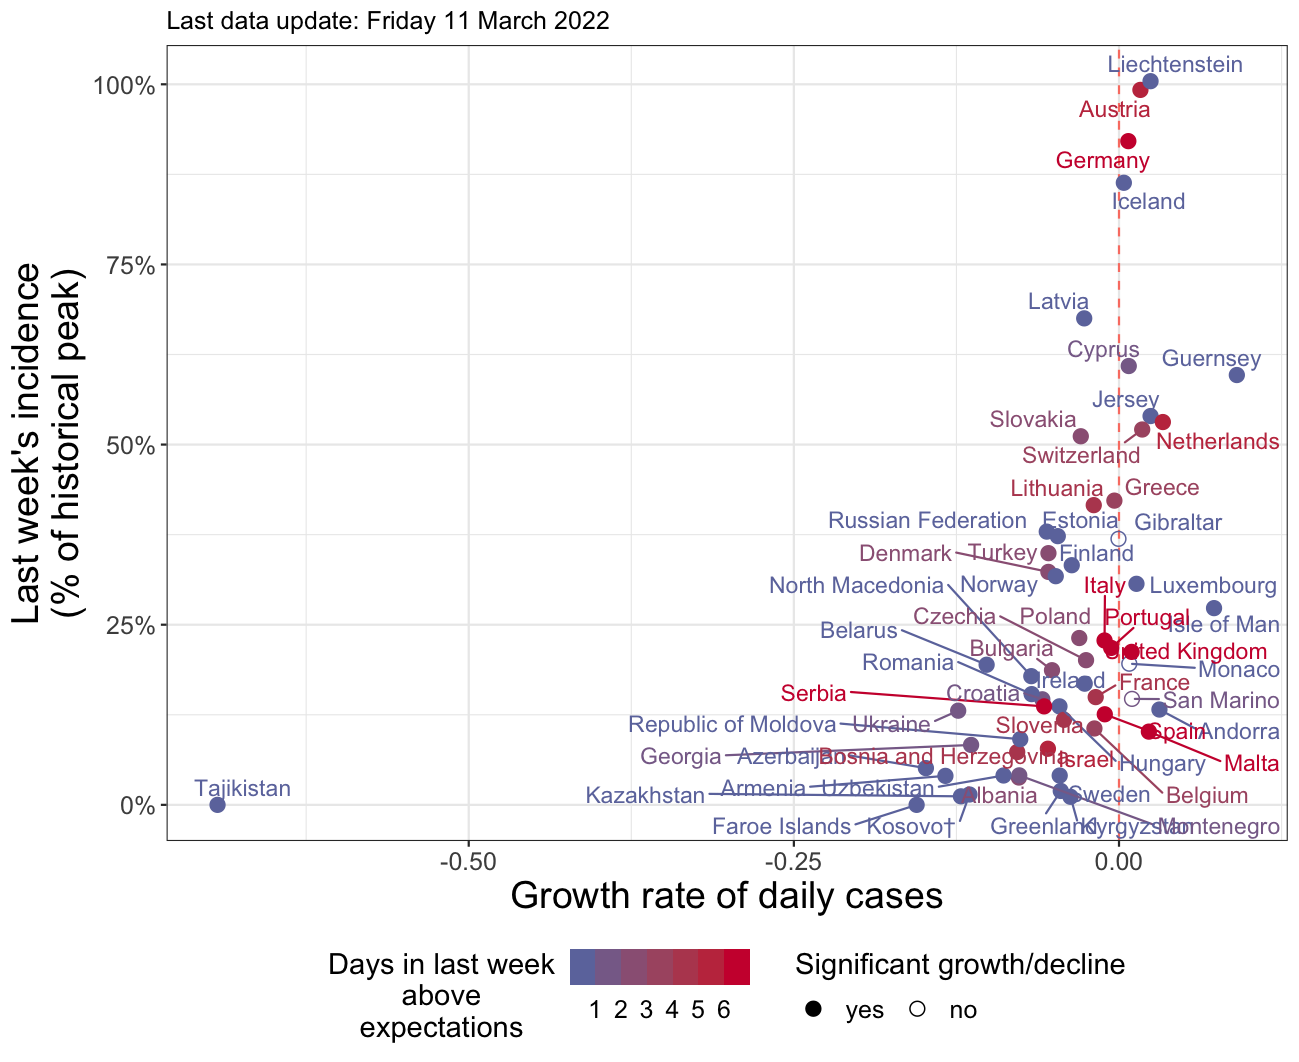 Last data update: Friday 11 March 2022
Last week's incidence
(% of historical peak)
100%
75%
50%
25%
0%
Liechtenstein
Austria
Germany
Iceland
Latvia
Cyprus
Guernsey
Jersey
Slovakia
Netherlands
Switzerland
Lithuania
Greece
Russian Federation
Estonia
Gibraltar
Denmark
Turkey
Finland
North Macedonia
Norway
Italy
Luxembourg
Czechia
Poland
Portugal
Isle of Man
Belarus
Bulgaria
United Kingdom
Romania
Monaco
Ireland
France
Serbia
Croatia
San Marino
Republic of Moldova
Ukraine
Slovenia
Spain
Andorra
Georgia
Azerbaijan
Bosnia and Herzegovina
Israel
Hungary
Malta
Tajikistan
Kazakhstan
Armenia
Uzbekistan
Albania
Sweden
Belgium
Faroe Islands
Kosovo†
Greenland
Kyrgyzstan
Montenegro
-0.50
-0.25
0.00
Growth rate of daily cases
Days in last week
above
expectations
1 2 3 4 5 6
Significant growth/decline
yes
no